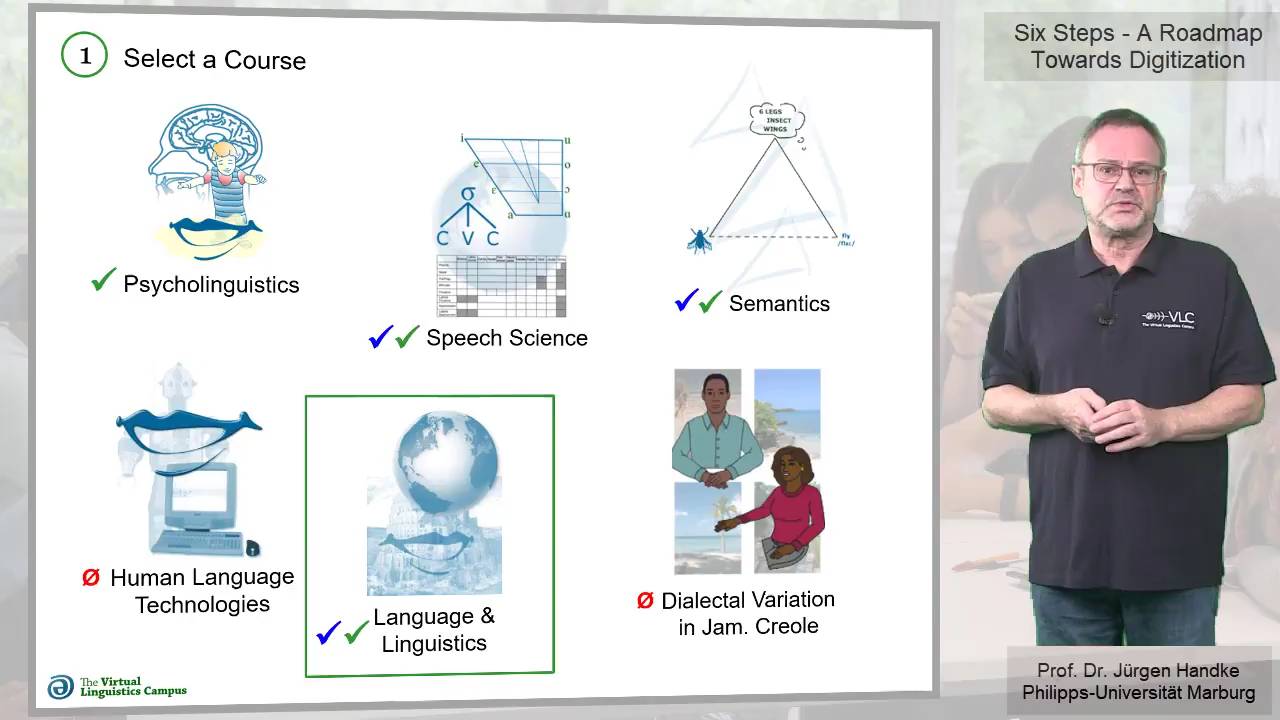 Six Steps - A Roadmap
Towards Digitization
1 Select a Course
6 LEGS
INSECT
WINGS
i
u
e
o
ε
ɔ
a
ɑ
σ
C V C
fly
/flaɪ/
✓ Psycholinguistics
✓✓ Speech Science
✓✓ Semantics
VLC
The Virtual Linguistics Campus
Ø Human Language
Technologies
✓✓ Language &
Linguistics
Ø Dialectal Variation
in Jam. Creole
The Virtual
Linguistics Campus
Prof. Dr. Jürgen Handke
Philipps-Universität Marburg